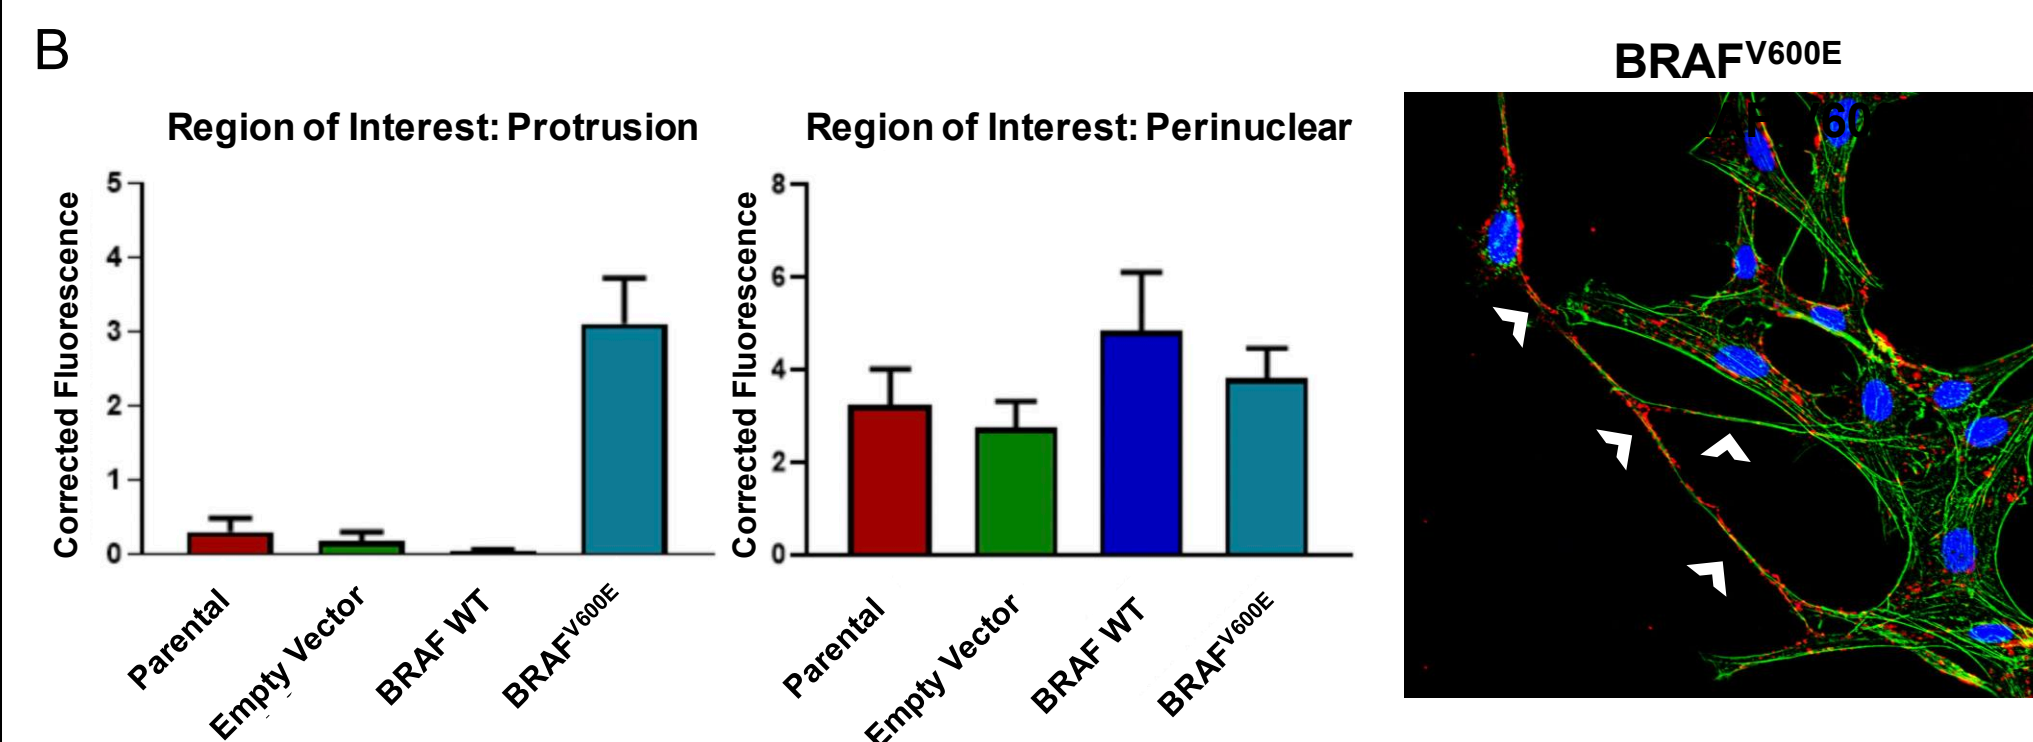 B
Region of Interest: Protrusion
Corrected Fluorescence
5
4
3
2
1
0
Parental
Empty Vector
BRAF WT
BRAFV600E
Region of Interest: Perinuclear
Corrected Fluorescence
8
6
4
2
0
Parental
Empty Vector
BRAF WT
BRAFV600E
BRAFV600E
60